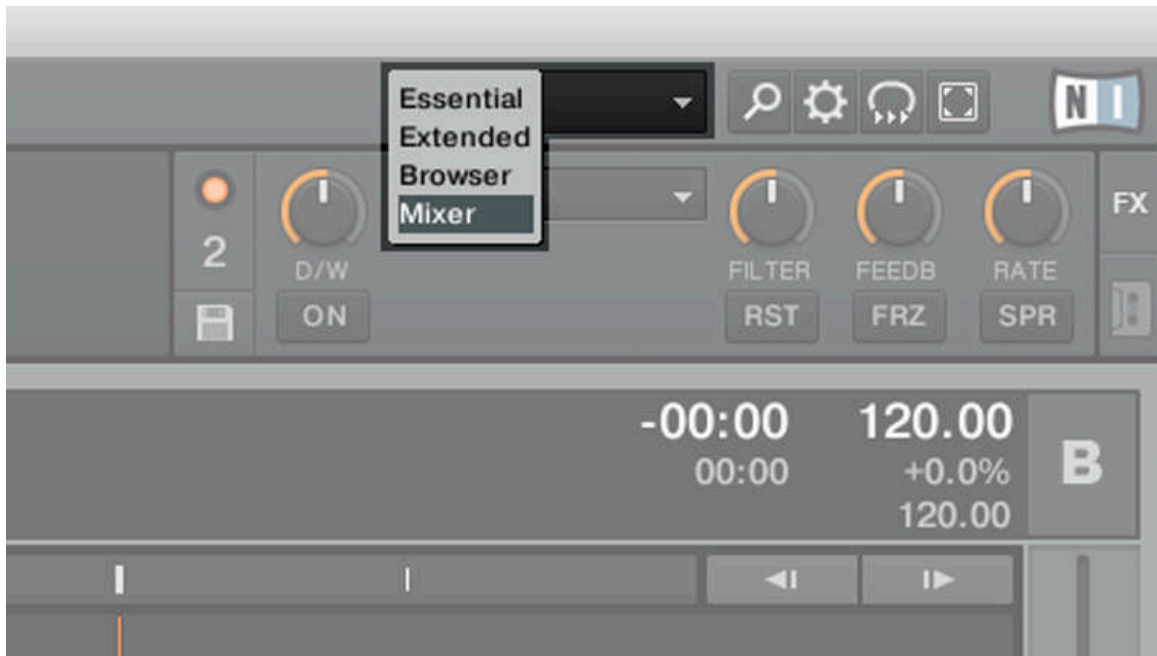 Essential
Extended
Browser
Mixer
NI
2
D/W
FILTER
FEEDB
RATE
FX
ON
RST
FRZ
SPR
-00:00 120.00
00:00 +0.0%
120.00
B